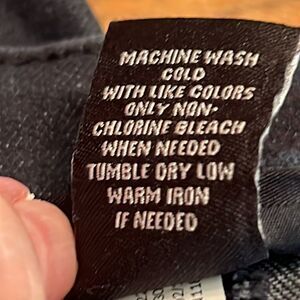 MACHINE WASH
COLD
WITH LIKE COLORS
ONLY NON-
CHLORINE BLEACH
WHEN NEEDED
TUMBLE DRY LOW
WARM IRON
IF NEEDED